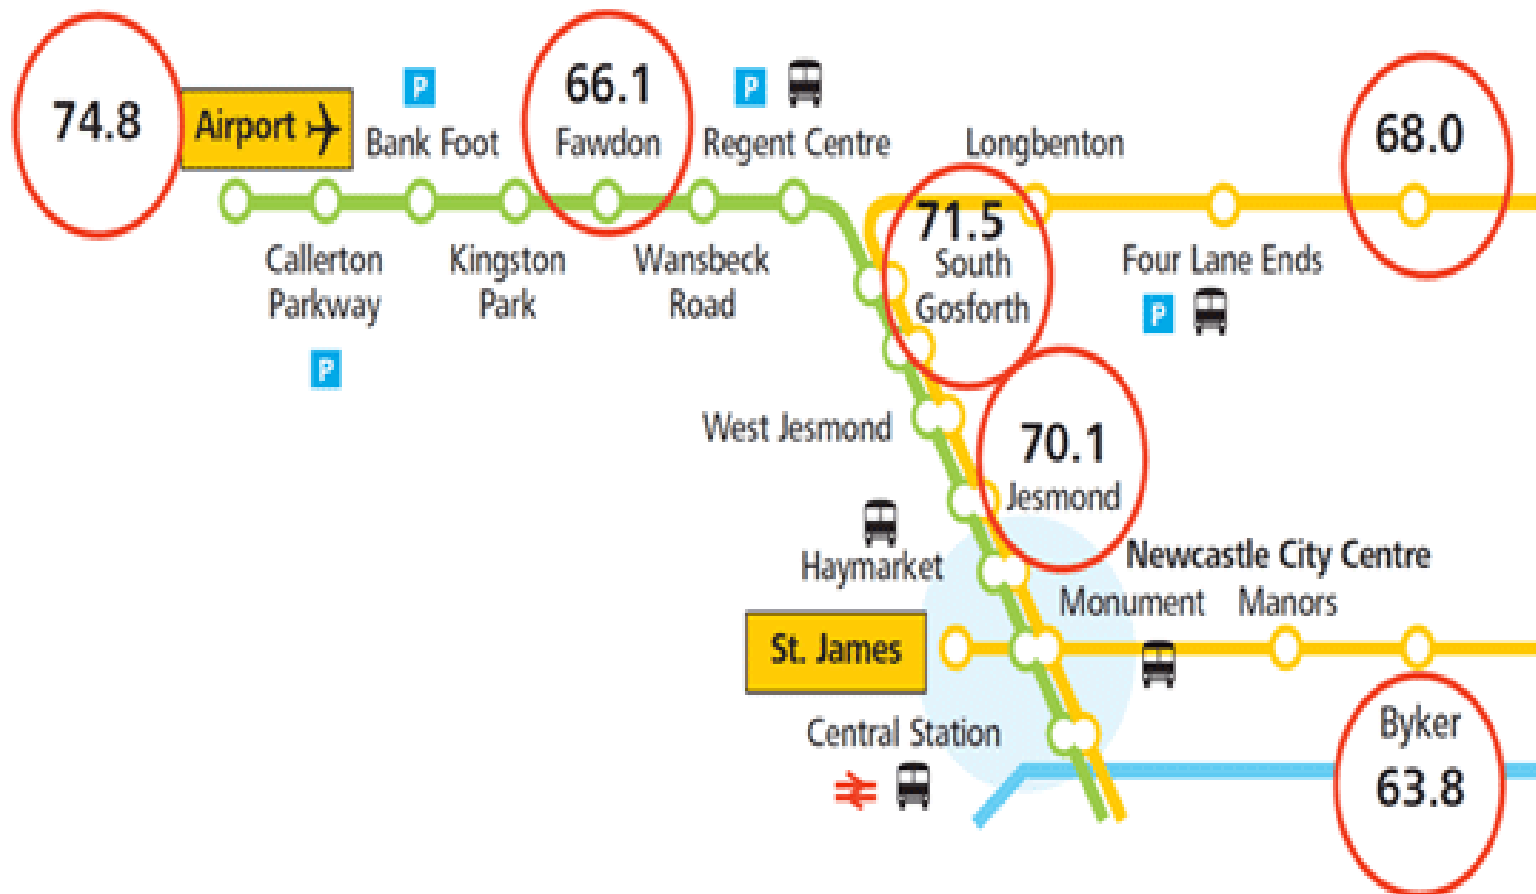 74.8
Airport
P
Bank Foot
66.1
Fawdon
P
Regent Centre
Longbenton
68.0
Callerton
Parkway
P
Kingston
Park
Wansbeck
Road
71.5
South
Gosforth
Four Lane Ends
P
West Jesmond
70.1
Jesmond
Haymarket
Newcastle City Centre
Monument
Manors
St. James
Central Station
Byker
63.8